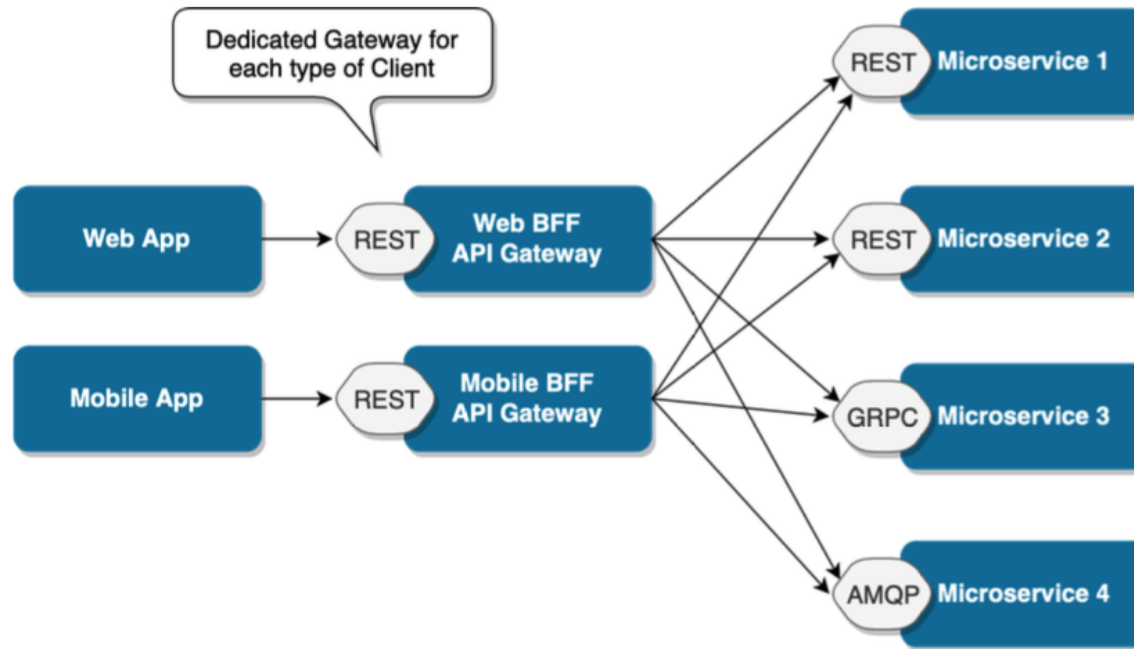 Dedicated Gateway for
each type of Client
REST
Microservice 1
Web App
REST
Web BFF
API Gateway
REST
Microservice 2
Mobile App
REST
Mobile BFF
API Gateway
GRPC
Microservice 3
AMQP
Microservice 4